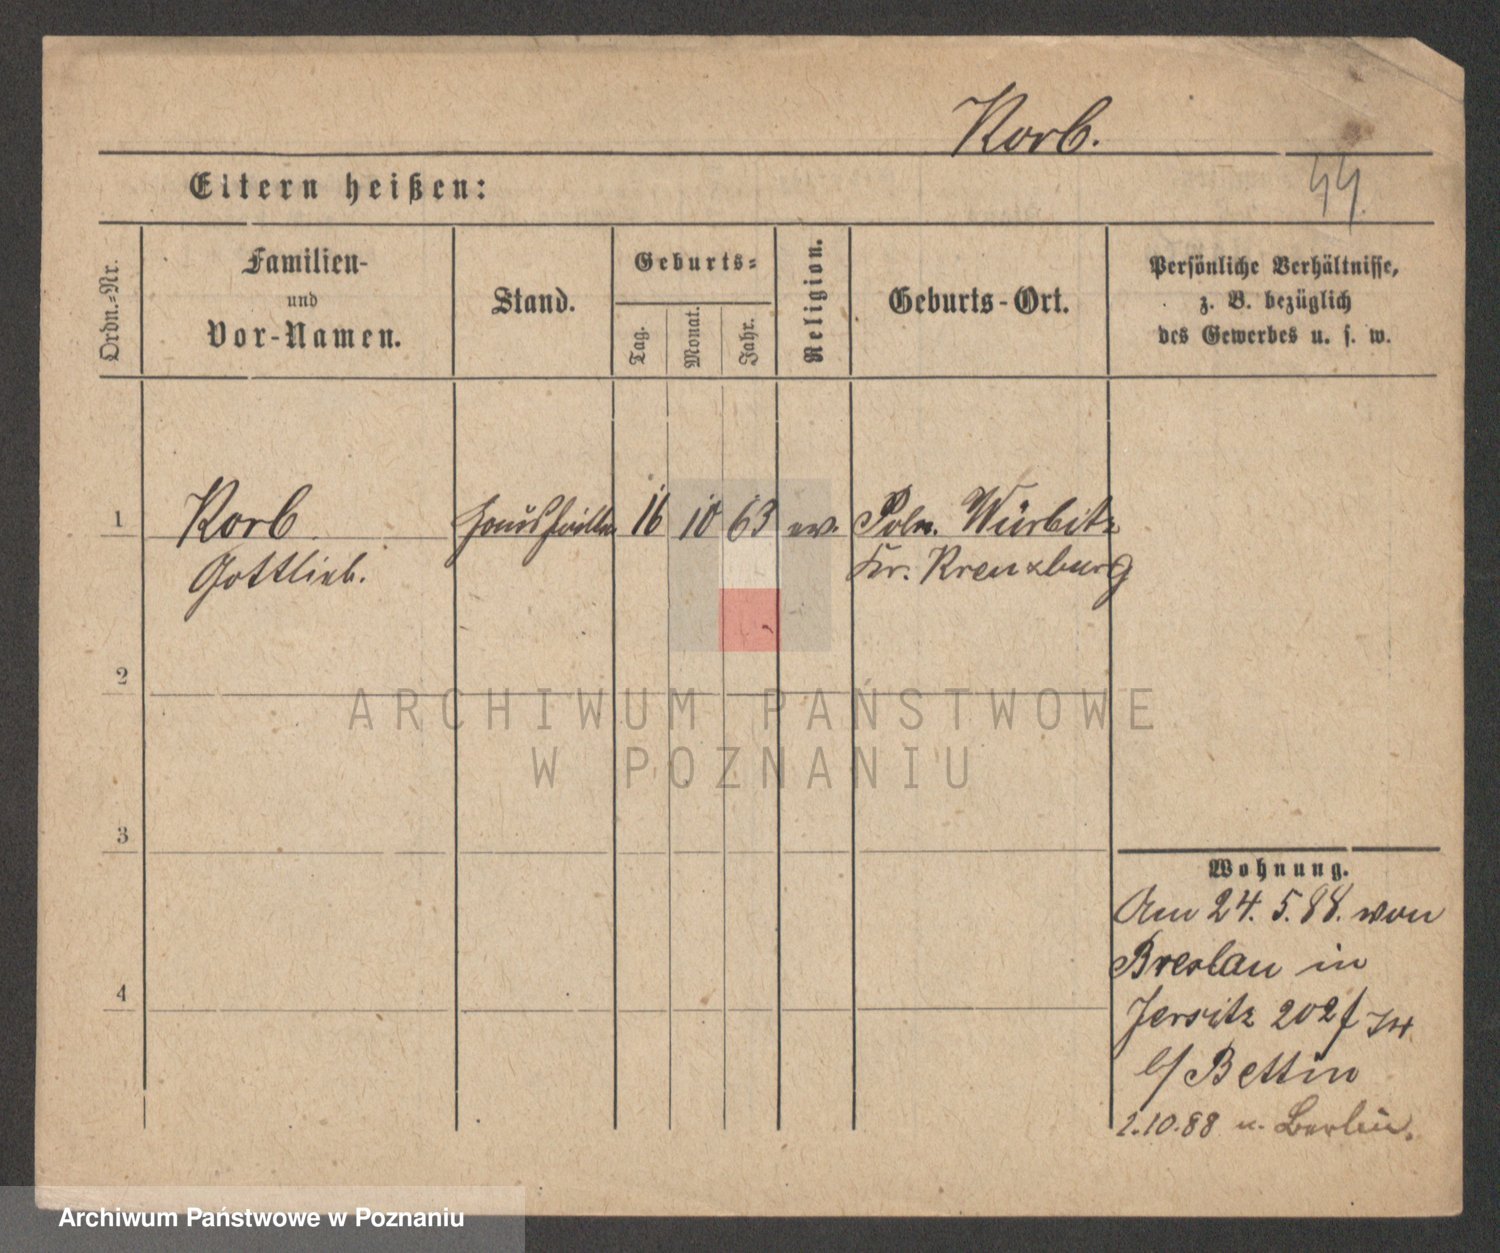 Korb.
Eltern heißen:
44
Ordn.=Nr.
Familien-
und
Vor-Namen.
Stand.
Geburts=
Tag.
Monat.
Jahr.
Religion.
Geburts-Ort.
Persönliche Verhältnisse,
z. B. bezüglich
des Gewerbes u. s. w.
1 Korb 16 10 63 ev. Poln. Würbitz
Gottlieb. Kr. Kreuzburg
2
ARCHIWUM PAŃSTWOWE
W POZNANIU
3
Wohnung.
Am 24. 5. 88. von
Breslau in
4
Jersitz 202f
b/ Bettin
1.10.88 n. Berlin.
Archiwum Państwowe w Poznaniu